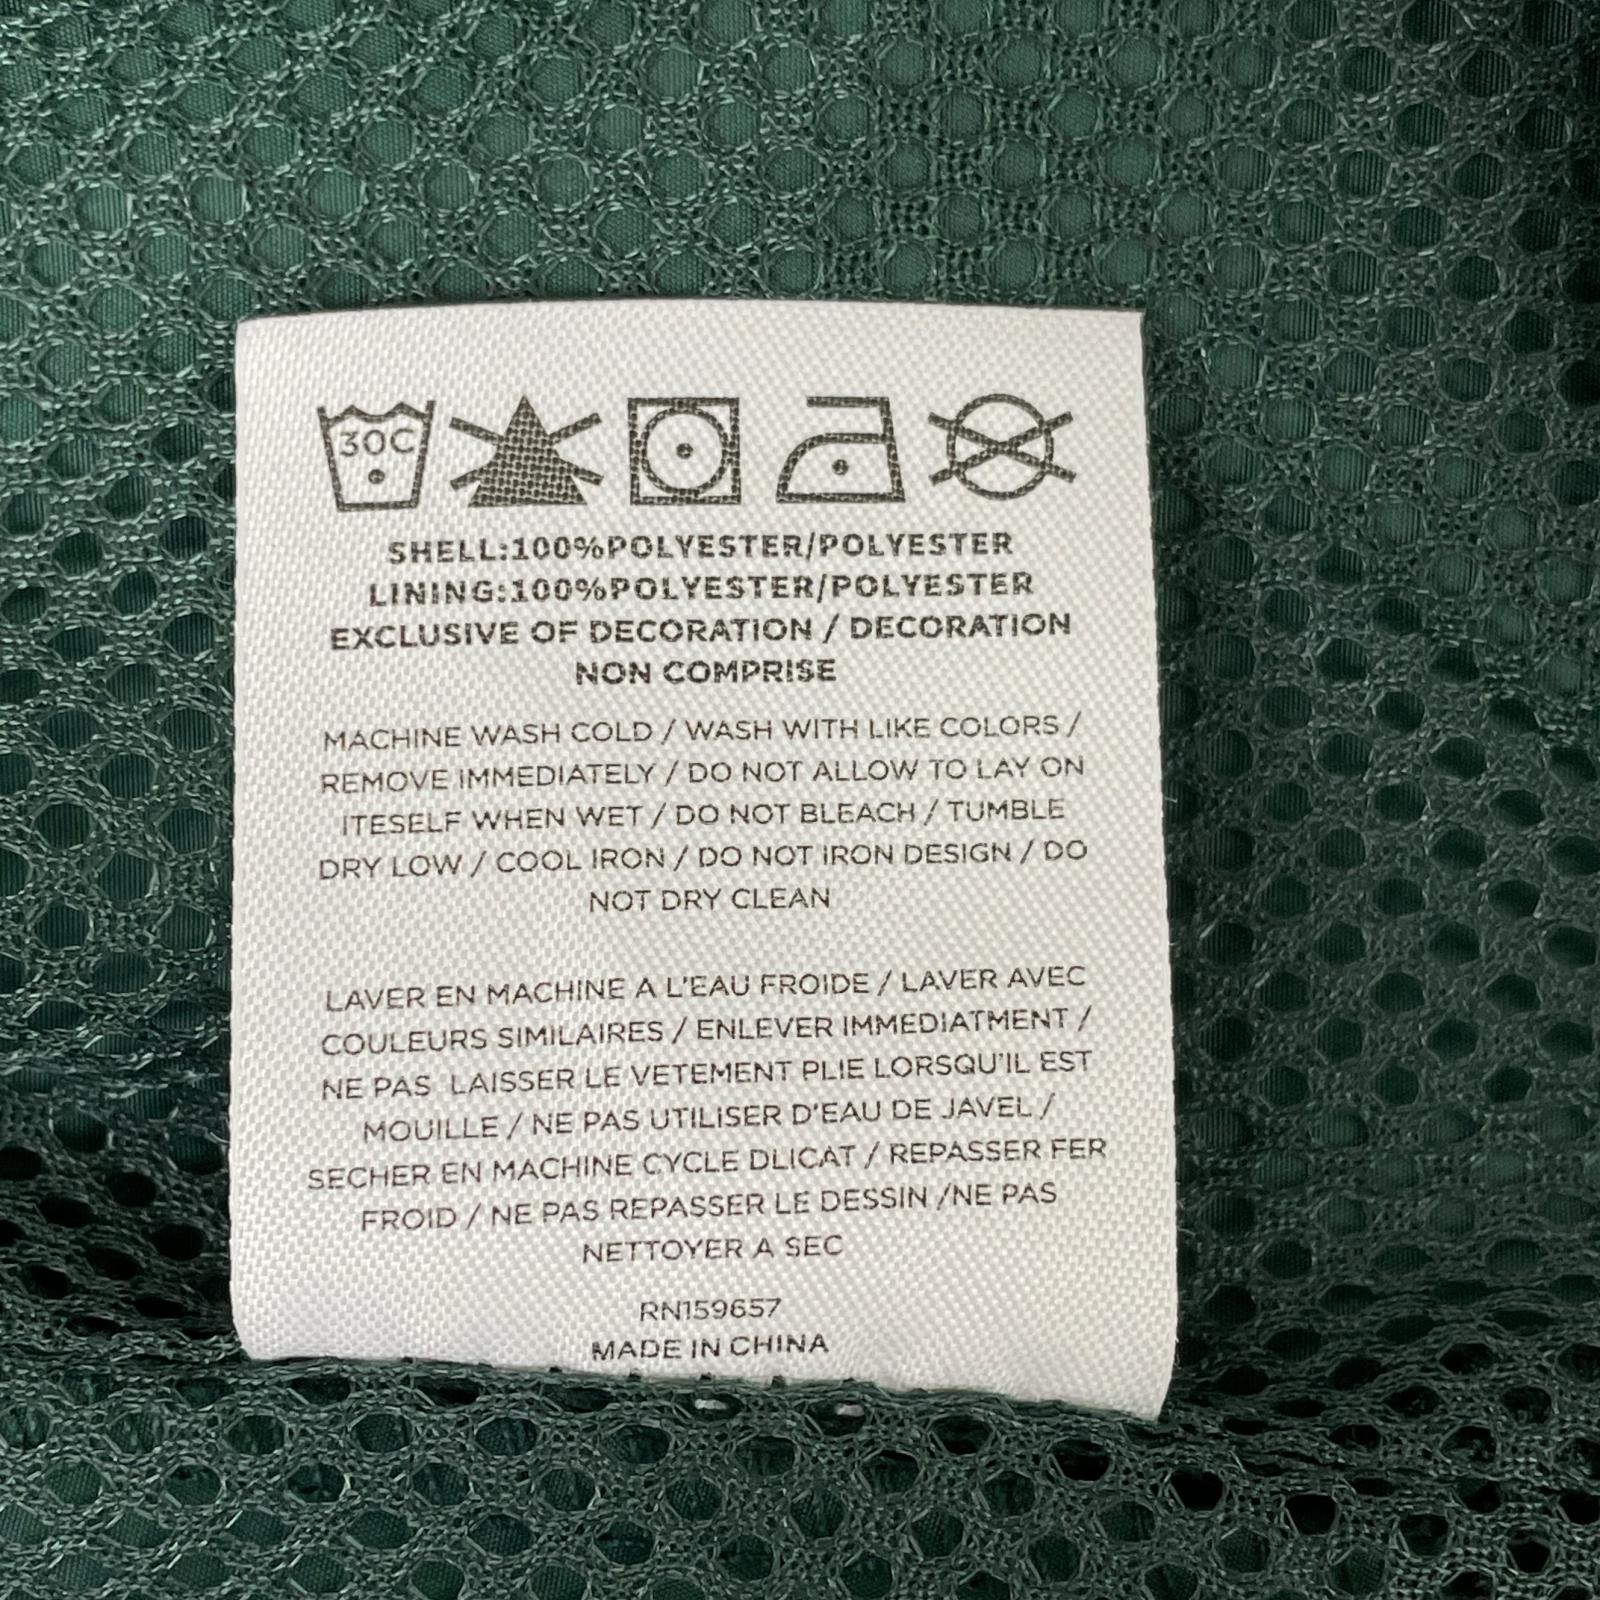 30C
SHELL:100%POLYESTER/POLYESTER
LINING:100%POLYESTER/POLYESTER
EXCLUSIVE OF DECORATION / DECORATION
NON COMPRISE
MACHINE WASH COLD / WASH WITH LIKE COLORS /
REMOVE IMMEDIATELY / DO NOT ALLOW TO LAY ON
ITESELF WHEN WET / DO NOT BLEACH / TUMBLE
DRY LOW / COOL IRON / DO NOT IRON DESIGN / DO
NOT DRY CLEAN
LAVER EN MACHINE A L'EAU FROIDE / LAVER AVEC
COULEURS SIMILAIRES / ENLEVER IMMEDIATMENT /
NE PAS LAISSER LE VETEMENT PLIE LORSQU'IL EST
MOUILLE / NE PAS UTILISER D'EAU DE JAVEL /
SECHER EN MACHINE CYCLE DLICAT / REPASSER FER
FROID / NE PAS REPASSER LE DESSIN /NE PAS
NETTOYER A SEC
RN159657
MADE IN CHINA